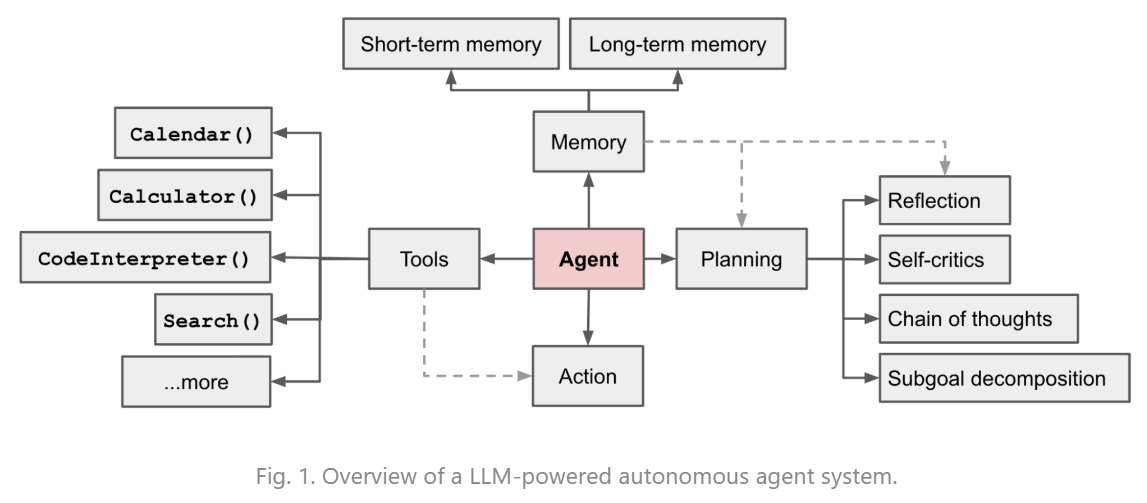 Short-term memory
Long-term memory
Calendar()
Memory
Calculator()
Reflection
CodeInterpreter()
Tools
Agent
Planning
Self-critics
Search()
Chain of thoughts
...more
Action
Subgoal decomposition
Fig. 1. Overview of a LLM-powered autonomous agent system.